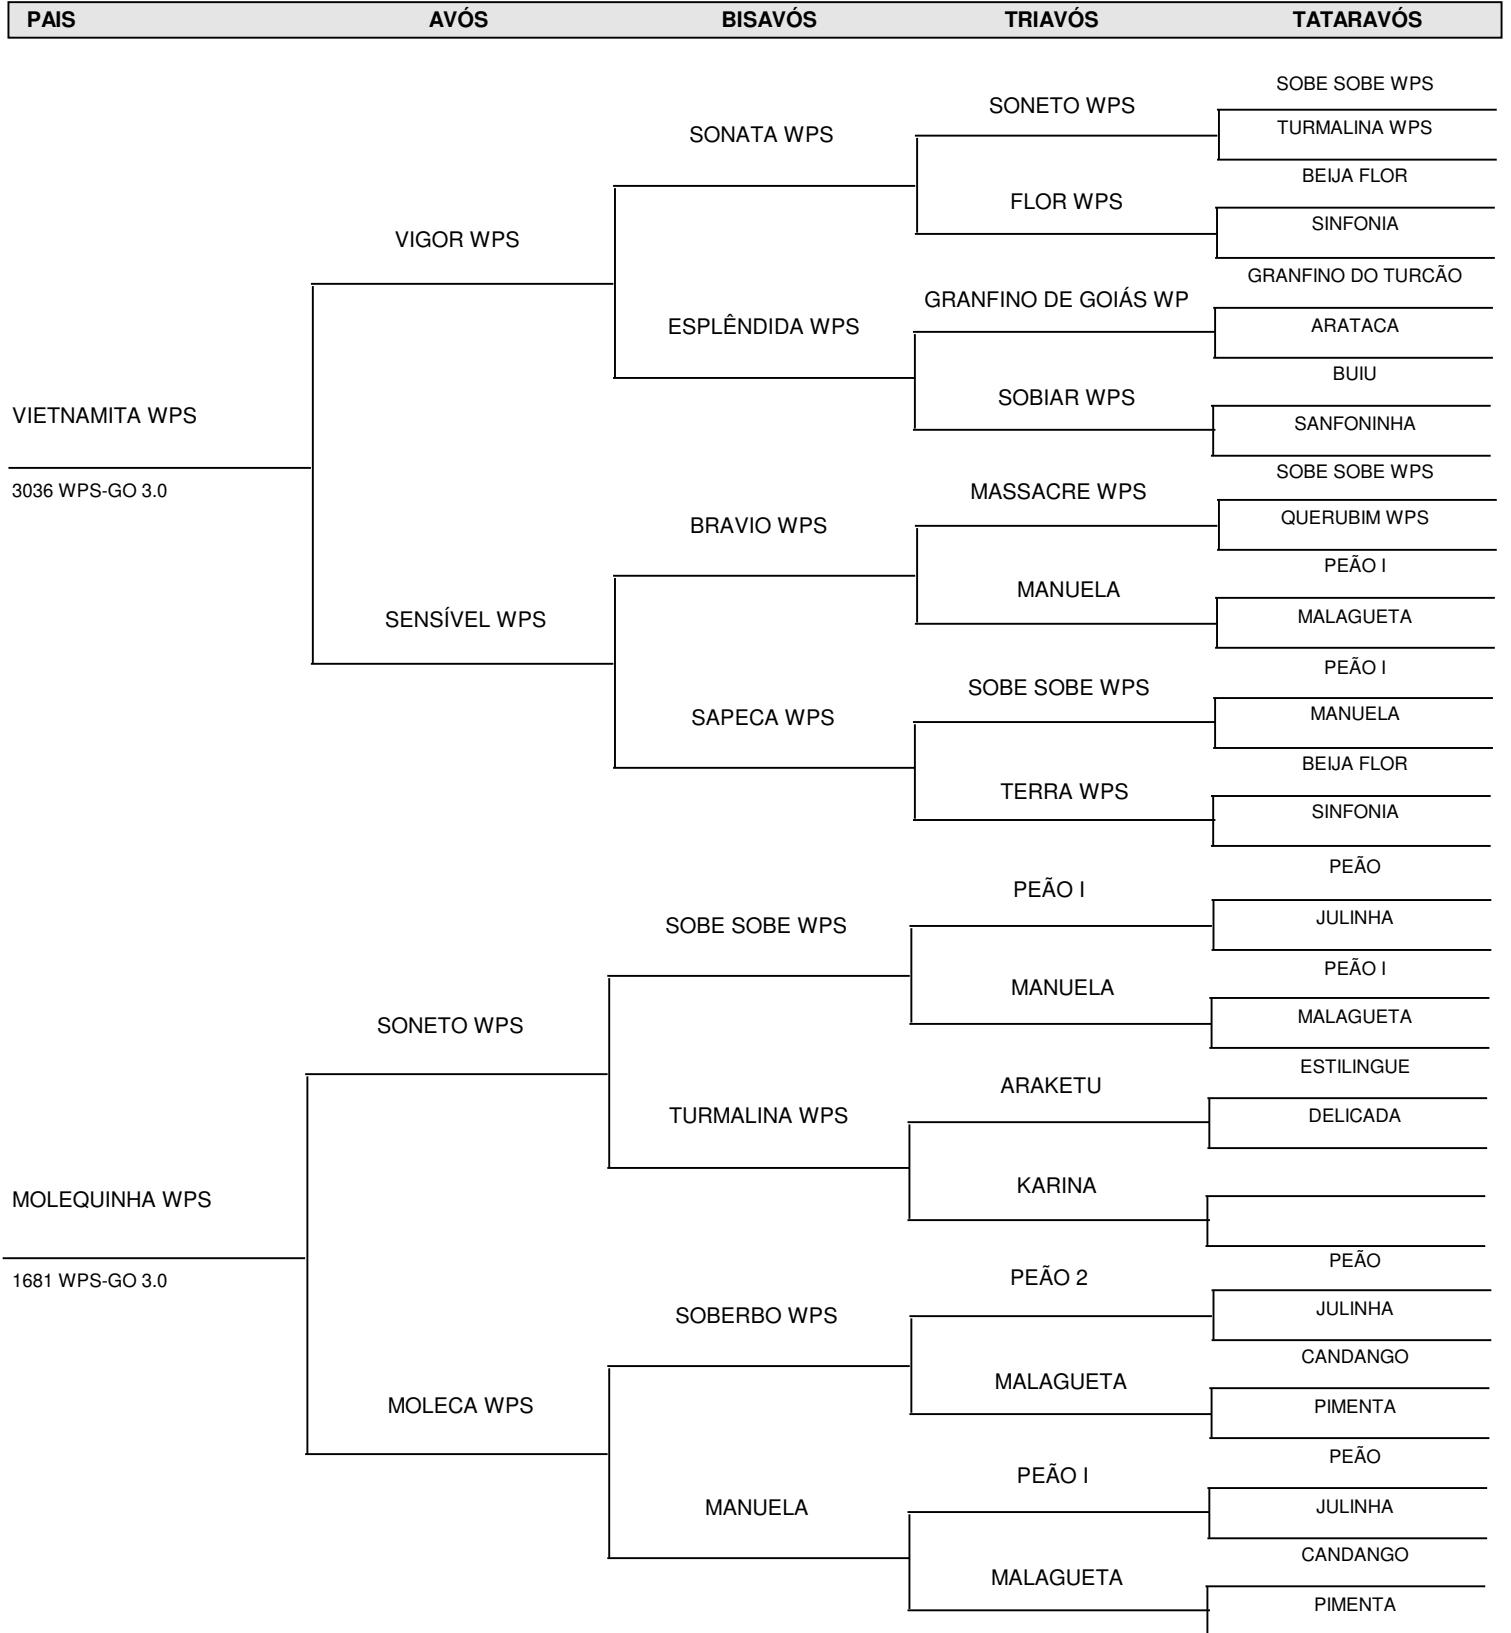 PAIS AVÓS BISAVÓS TRIAVÓS TATARAVÓS
SOBE SOBE WPS
SONETO WPS
TURMALINA WPS
SONATA WPS
BEIJA FLOR
FLOR WPS
SINFONIA
VIGOR WPS
GRANFINO DO TURCÃO
GRANFINO DE GOIÁS WP
ARATACA
ESPLÊNDIDA WPS
BUIU
SOBIAR WPS
VIETNAMITA WPS
SANFONINHA
SOBE SOBE WPS
3036 WPS-GO 3.0
MASSACRE WPS
QUERUBIM WPS
BRAVIO WPS
PEÃO I
MANUELA
MALAGUETA
SENSÍVEL WPS
PEÃO I
SOBE SOBE WPS
MANUELA
SAPECA WPS
BEIJA FLOR
TERRA WPS
SINFONIA
PEÃO
PEÃO I
JULINHA
SOBE SOBE WPS
PEÃO I
MANUELA
MALAGUETA
SONETO WPS
ESTILINGUE
ARAKETU
DELICADA
TURMALINA WPS
KARINA
MOLEQUINHA WPS
PEÃO
1681 WPS-GO 3.0
PEÃO 2
JULINHA
SOBERBO WPS
CANDANGO
MALAGUETA
PIMENTA
MOLECA WPS
PEÃO
PEÃO I
JULINHA
MANUELA
CANDANGO
MALAGUETA
PIMENTA